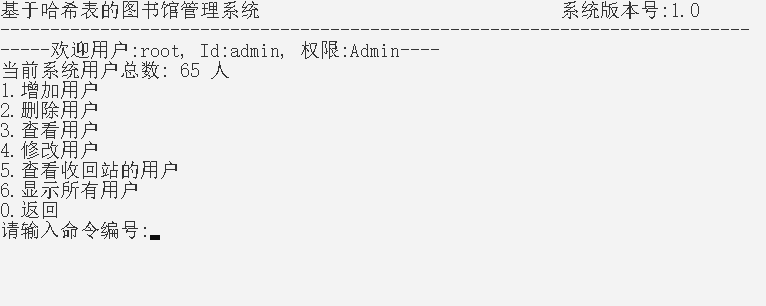 基于哈希表的图书馆管理系统 系统版本号:1.0
---------------------------------------------------------------------------
-----欢迎用户:root, Id:admin, 权限:Admin----
当前系统用户总数: 65 人
1.增加用户
2.删除用户
3.查看用户
4.修改用户
5.查看收回站的用户
6.显示所有用户
0.返回
请输入命令编号: